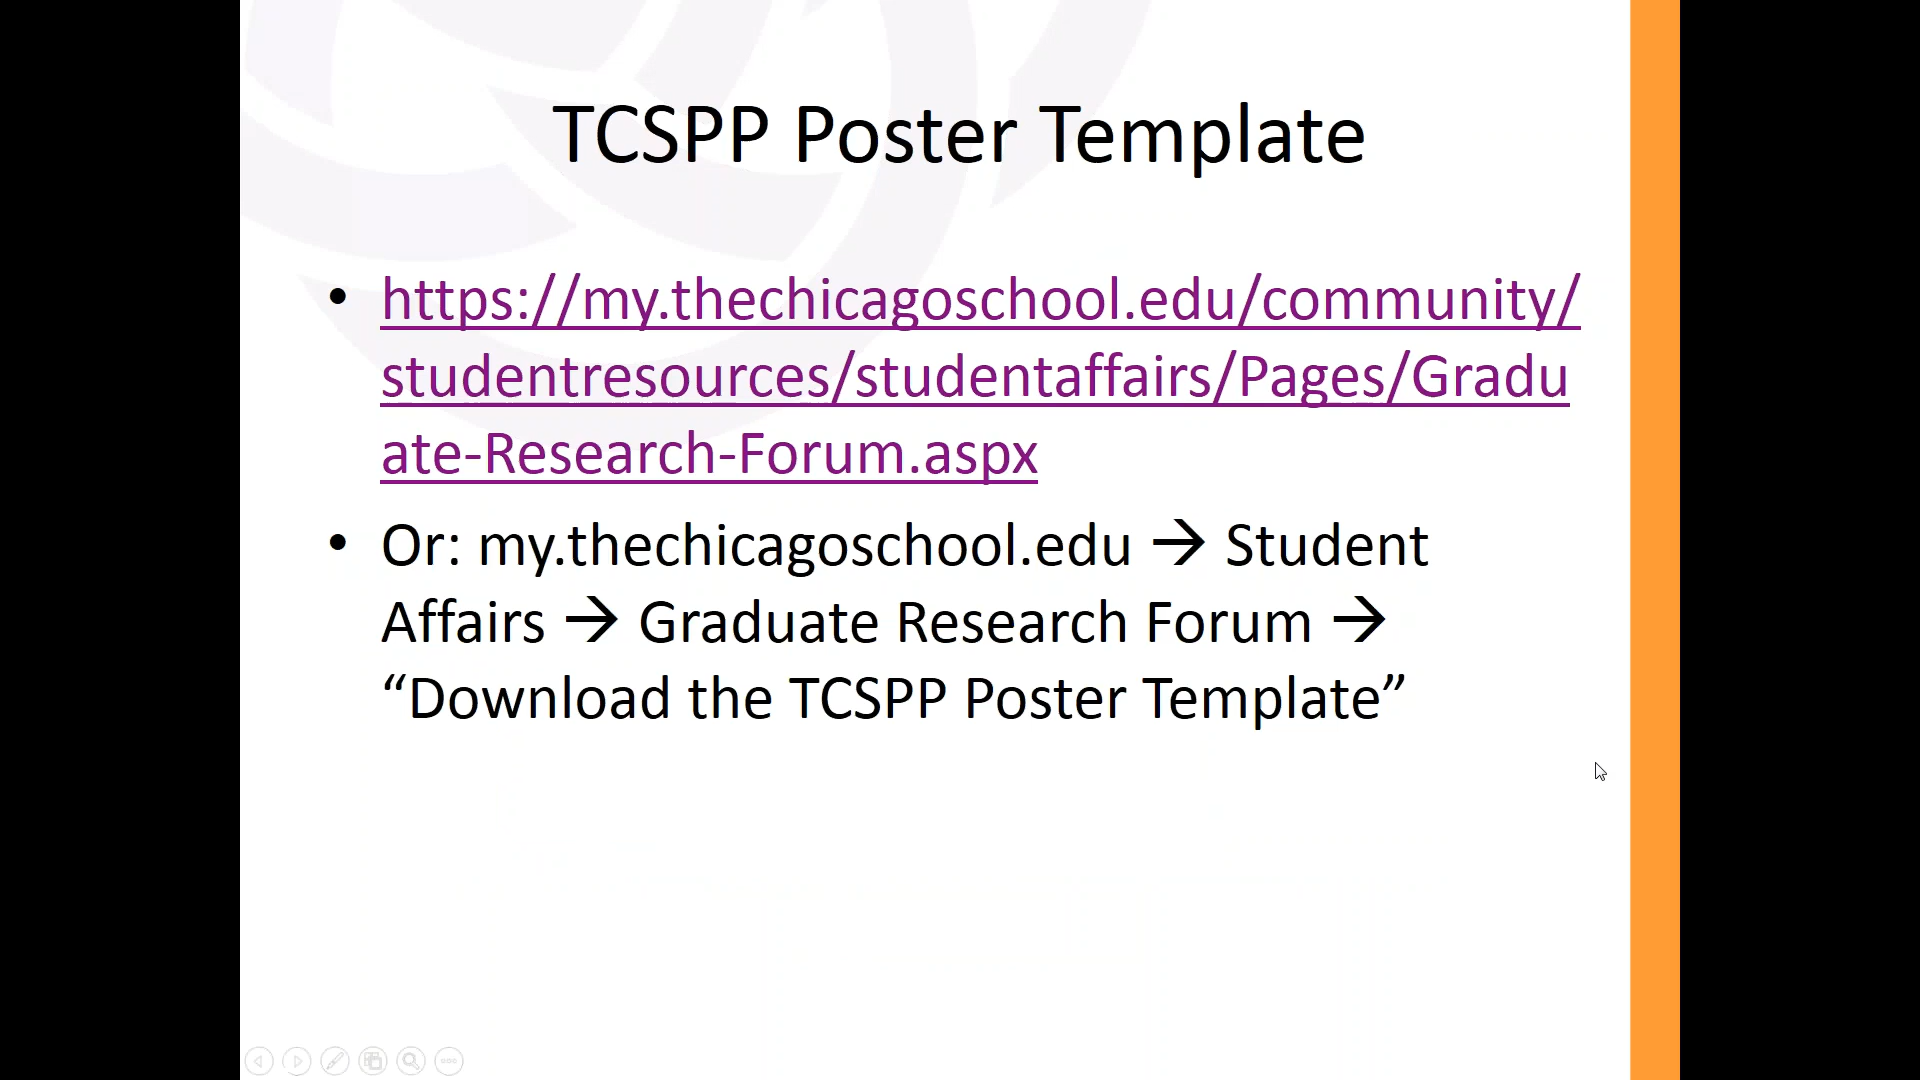 TCSPP Poster Template
• https://my.thechicagoschool.edu/community/
studentresources/studentaffairs/Pages/Gradu
ate-Research-Forum.aspx
• Or: my.thechicagoschool.edu → Student
Affairs → Graduate Research Forum →
“Download the TCSPP Poster Template”